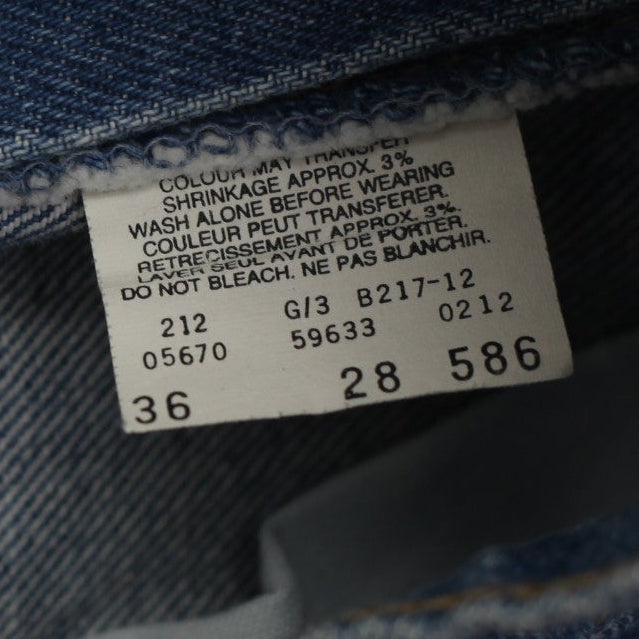 COLOUR MAY TRANSFER
SHRINKAGE APPROX. 3%
WASH ALONE BEFORE WEARING
COULEUR PEUT TRANSFERER.
RETRECISSEMENT APPROX. 3%.
LAVER SEUL AVANT DE PORTER.
DO NOT BLEACH. NE PAS BLANCHIR.
212 G/3 B217-12
05670 59633 0212
36 28 586